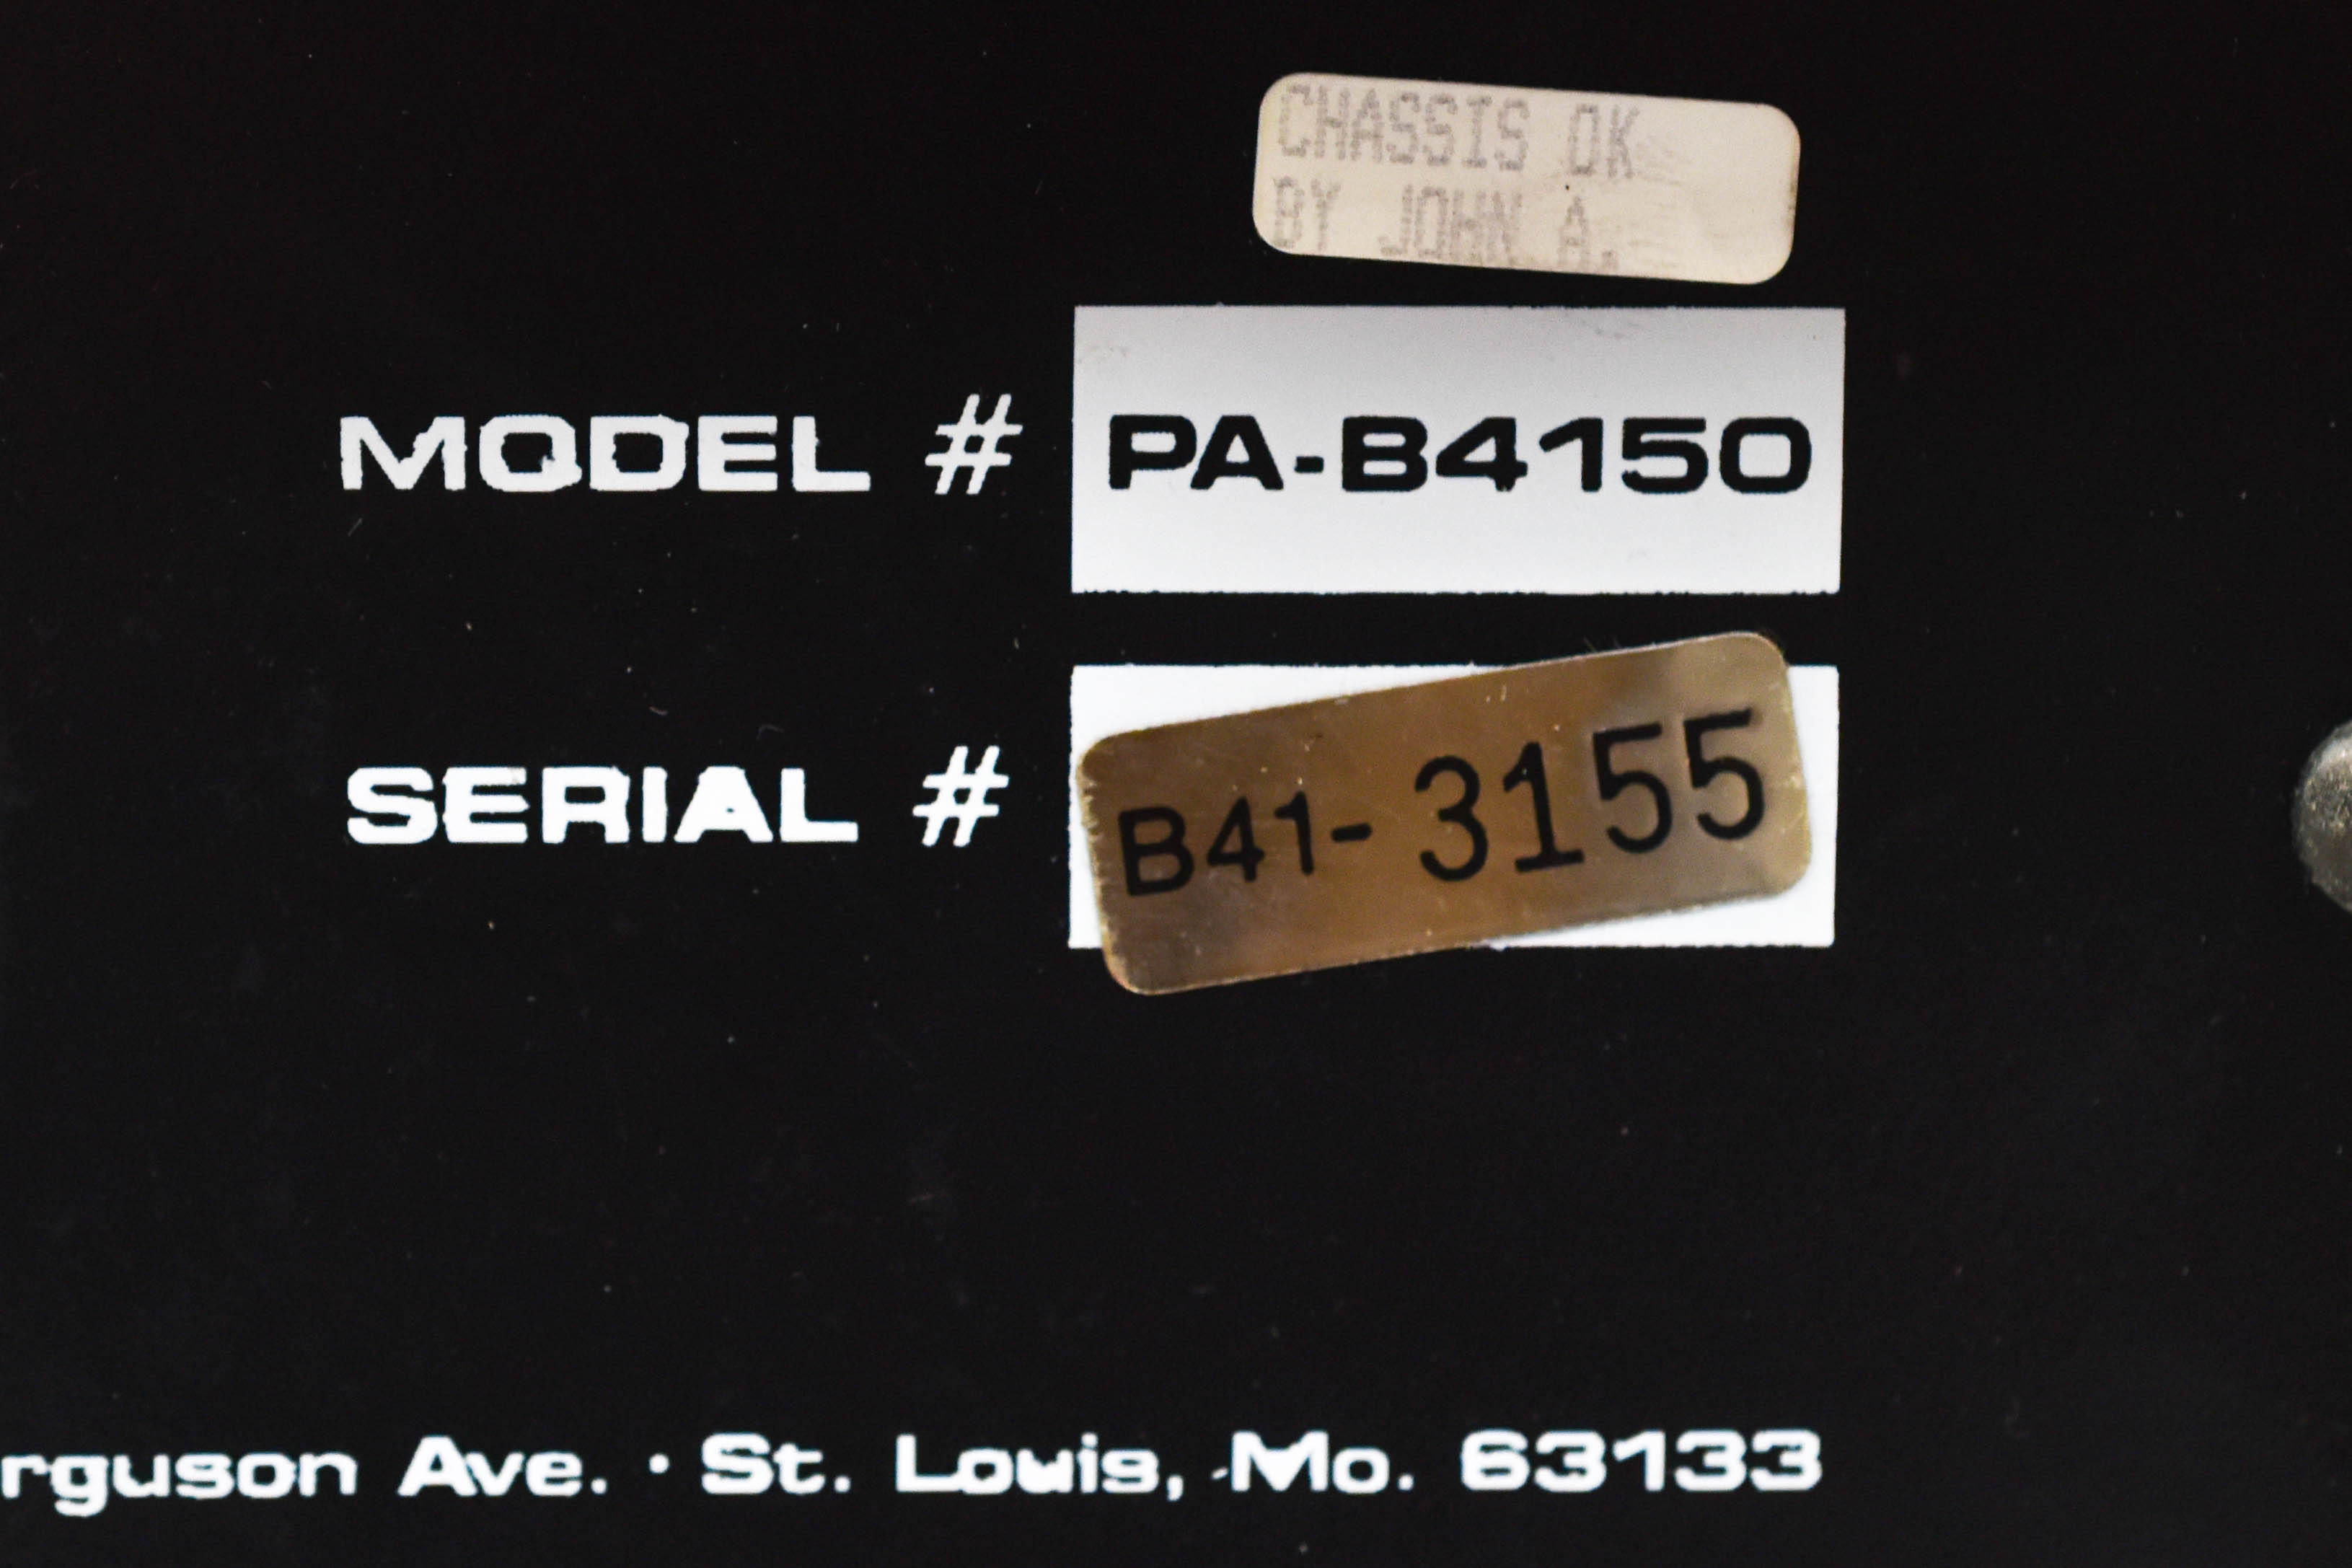 CHASSIS OK
BY JOHN A.
MODEL # PA-B4150
SERIAL # B41-3155
rguson Ave. · St. Louis, Mo. 63133